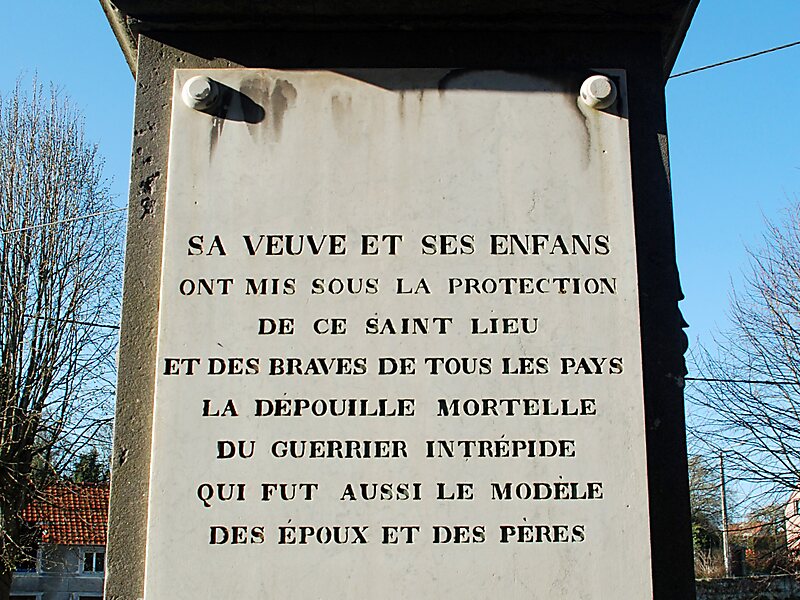 SA VEUVE ET SES ENFANS
ONT MIS SOUS LA PROTECTION
DE CE SAINT LIEU
ET DES BRAVES DE TOUS LES PAYS
LA DÉPOUILLE MORTELLE
DU GUERRIER INTRÉPIDE
QUI FUT AUSSI LE MODÈLE
DES ÉPOUX ET DES PÈRES